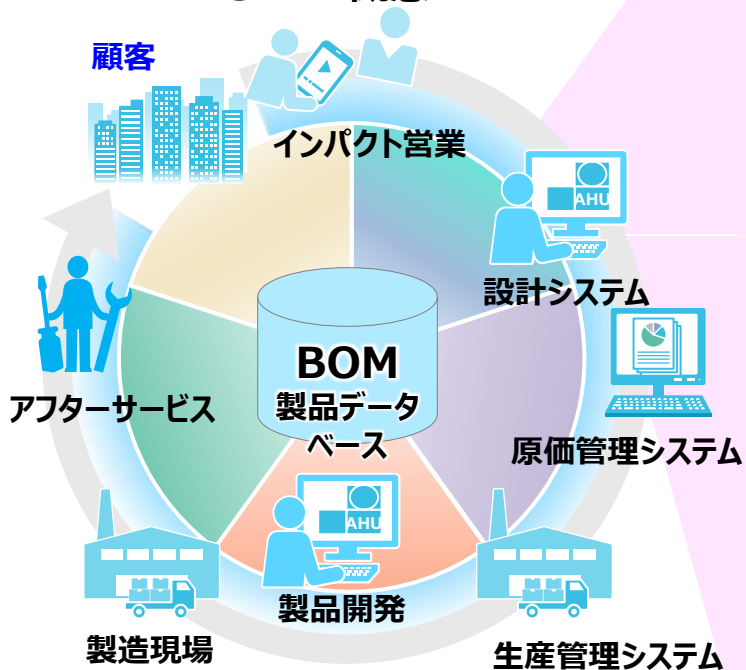 顧客
インパクト営業
AHU
設計システム
BOM
製品データ
ベース
アフターサービス
原価管理システム
AHU
製品開発
製造現場
生産管理システム